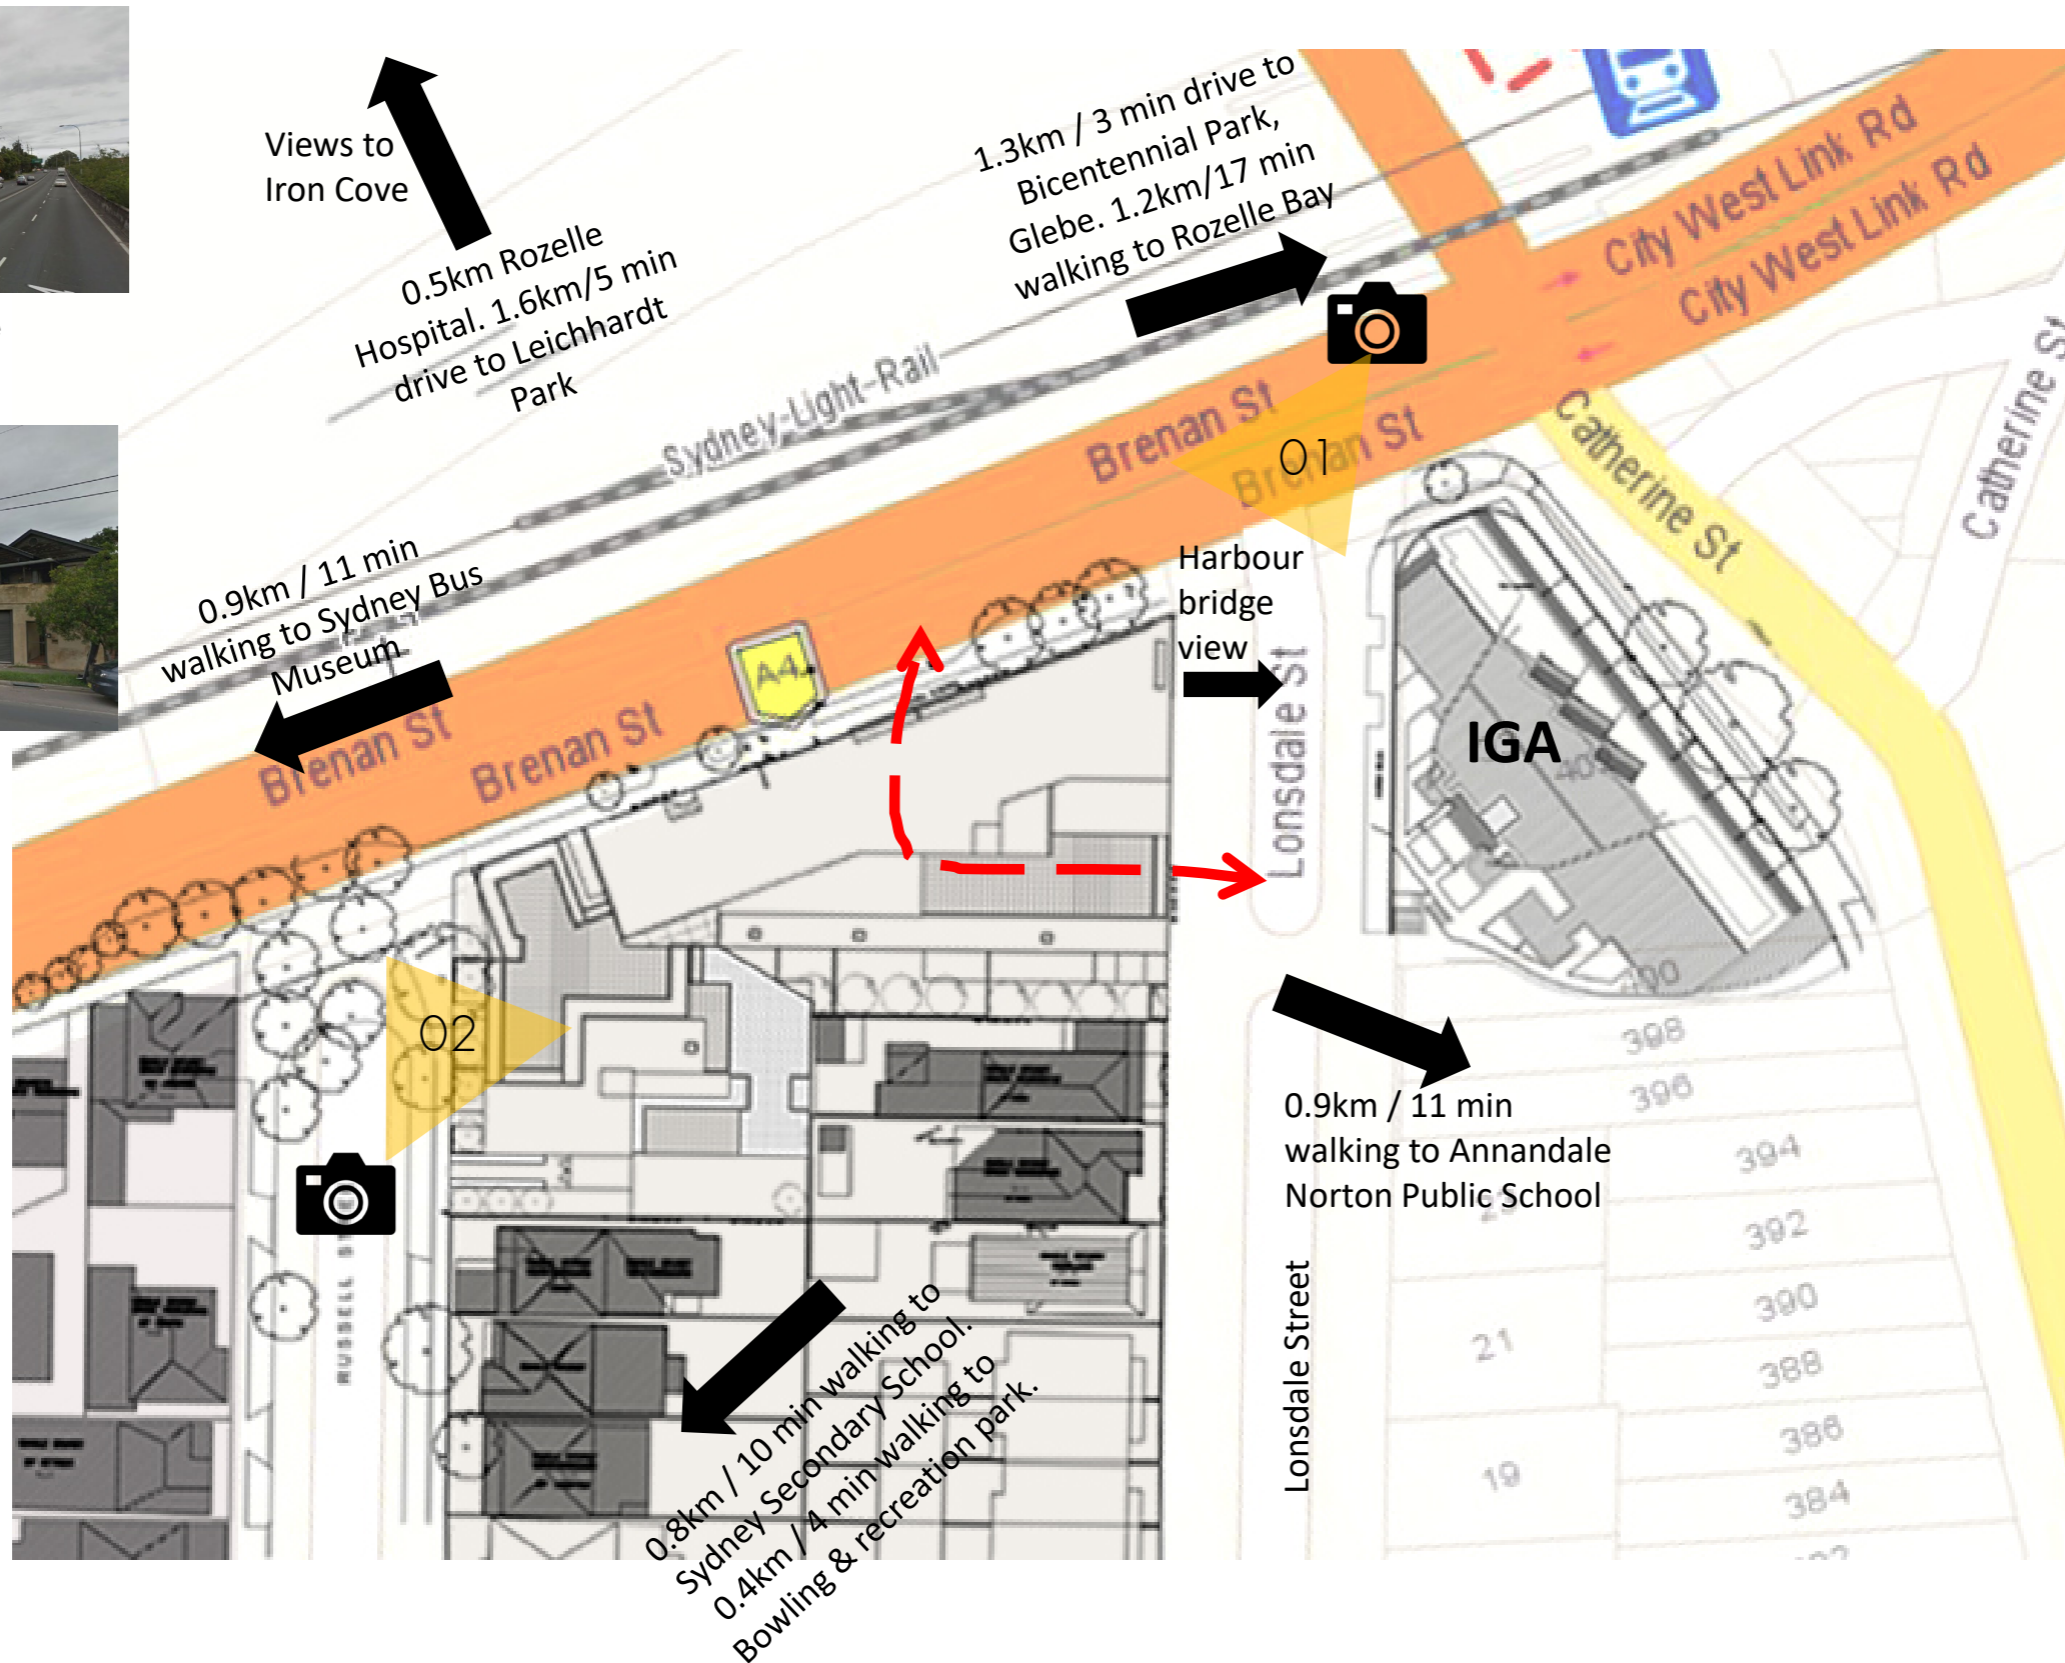 Views to
Iron Cove
0.5km Rozelle
Hospital. 1.6km/5 min
drive to Leichhardt
Park
1.3km / 3 min drive to
Bicentennial Park,
Glebe. 1.2km/17 min
walking to Rozelle Bay
City West Link Rd
City West Link Rd
Sydney-Light-Rail
Brenan St
Brenan St
01
Catherine St
Catherine St
0.9km / 11 min
walking to Sydney Bus
Museum
Harbour
bridge
view
A4
Brenan St
Brenan St
Lonsdale St
IGA
400
398
396
394
392
390
388
386
384
02
0.9km / 11 min
walking to Annandale
Norton Public School
21
19
RUSSELL
Lonsdale Street
0.8km / 10 min walking to
Sydney Secondary School.
0.4km / 4 min walking to
Bowling & recreation park.